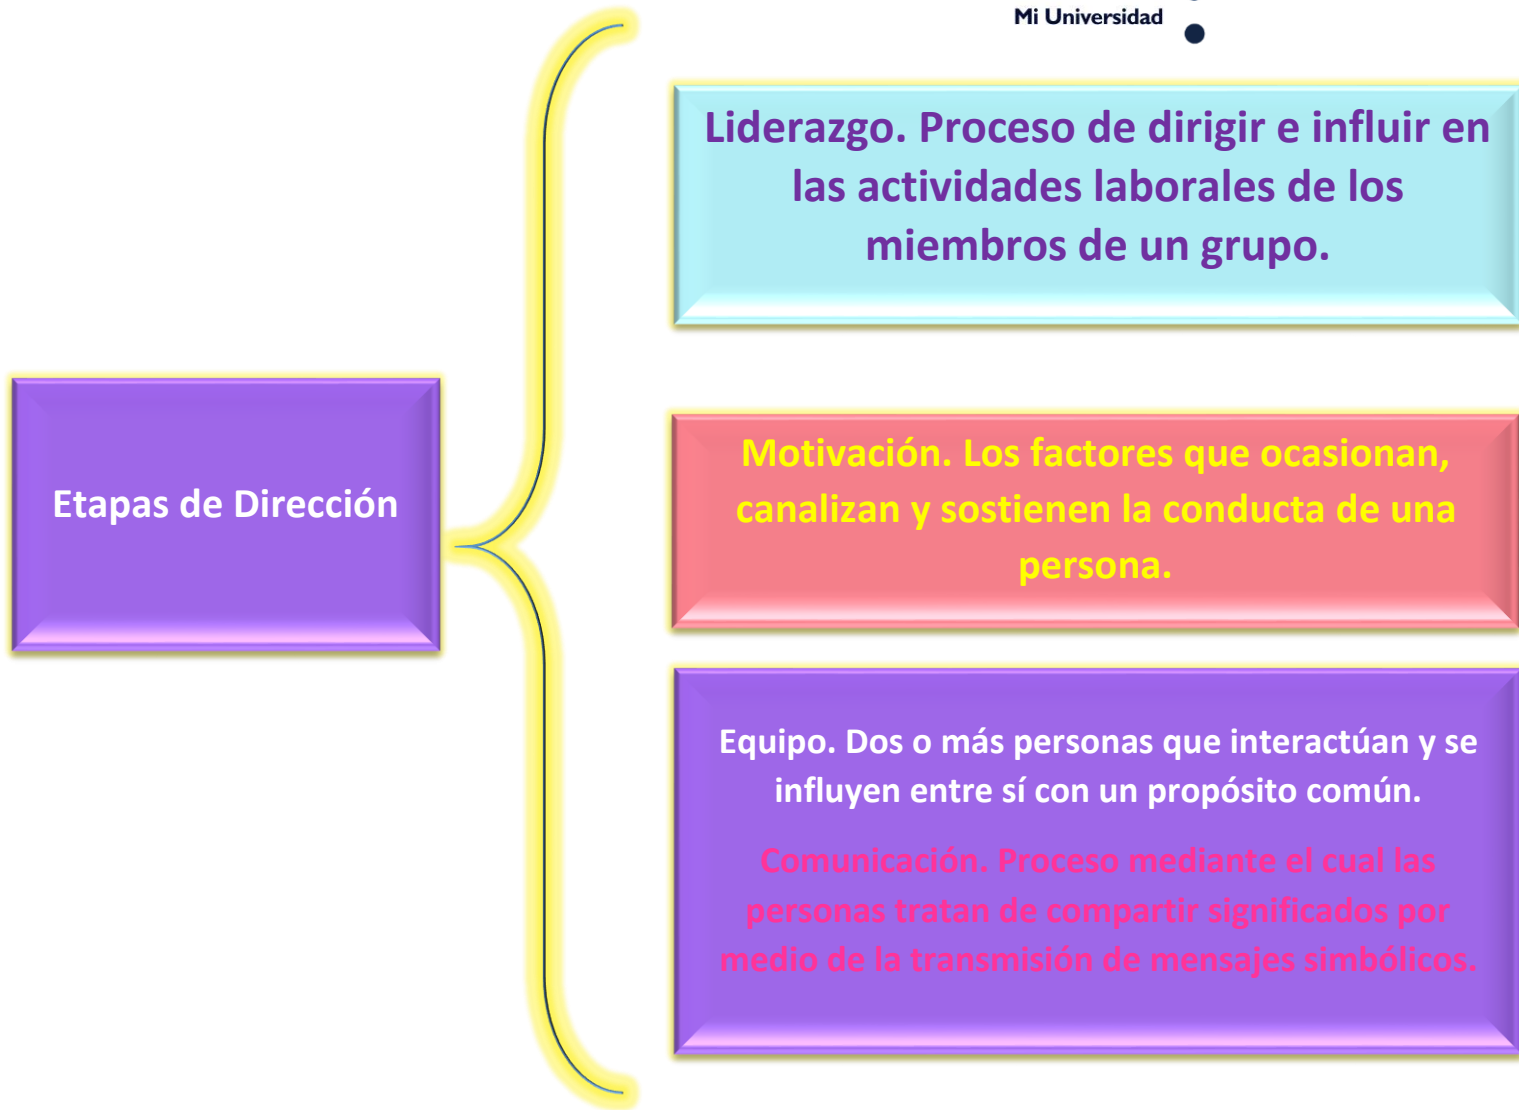 Mi Universidad
Liderazgo. Proceso de dirigir e influir en
las actividades laborales de los
miembros de un grupo.
Etapas de Dirección
Motivación. Los factores que ocasionan,
canalizan y sostienen la conducta de una
persona.
Equipo. Dos o más personas que interactúan y se
influyen entre sí con un propósito común.
Comunicación. Proceso mediante el cual las
personas tratan de compartir significados por
medio de la transmisión de mensajes simbólicos.